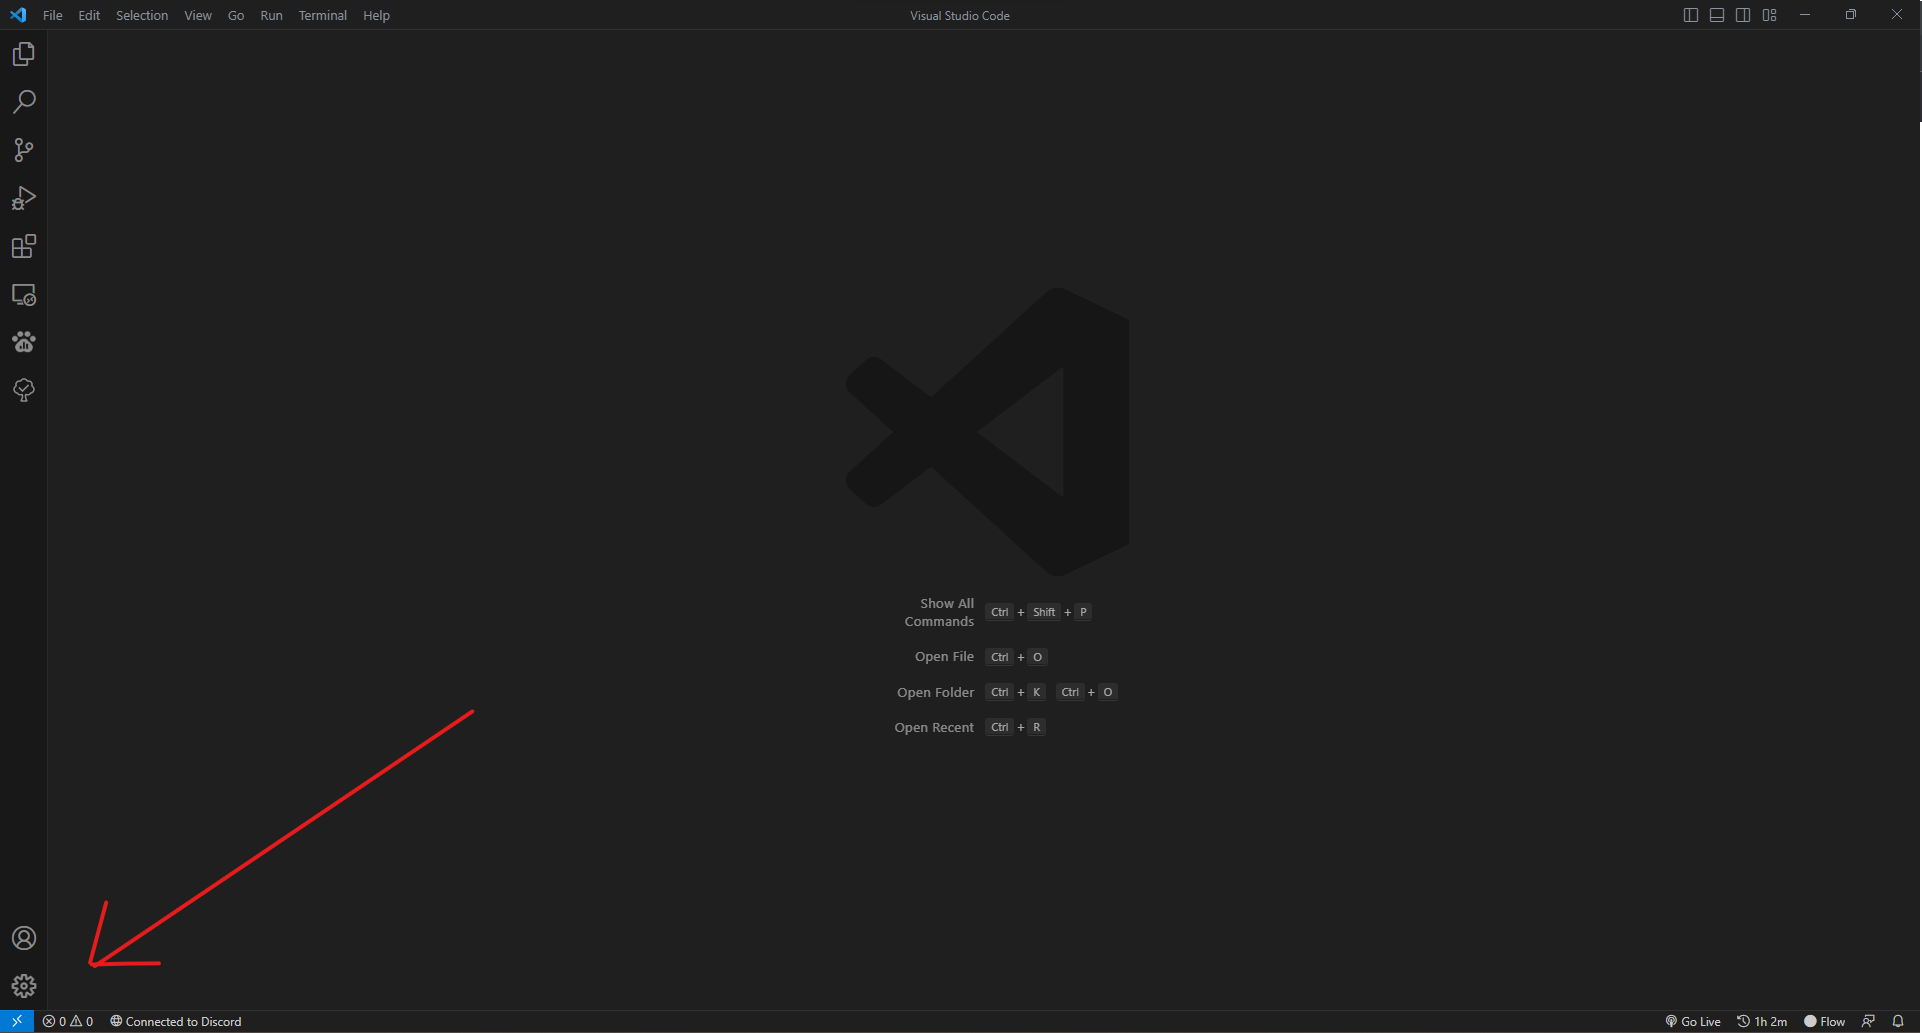 File Edit Selection View Go Run Terminal Help Visual Studio Code
Show All
Commands Ctrl + Shift + P
Open File Ctrl + O
Open Folder Ctrl + K Ctrl + O
Open Recent Ctrl + R
0 0 Connected to Discord Go Live 1h 2m Flow